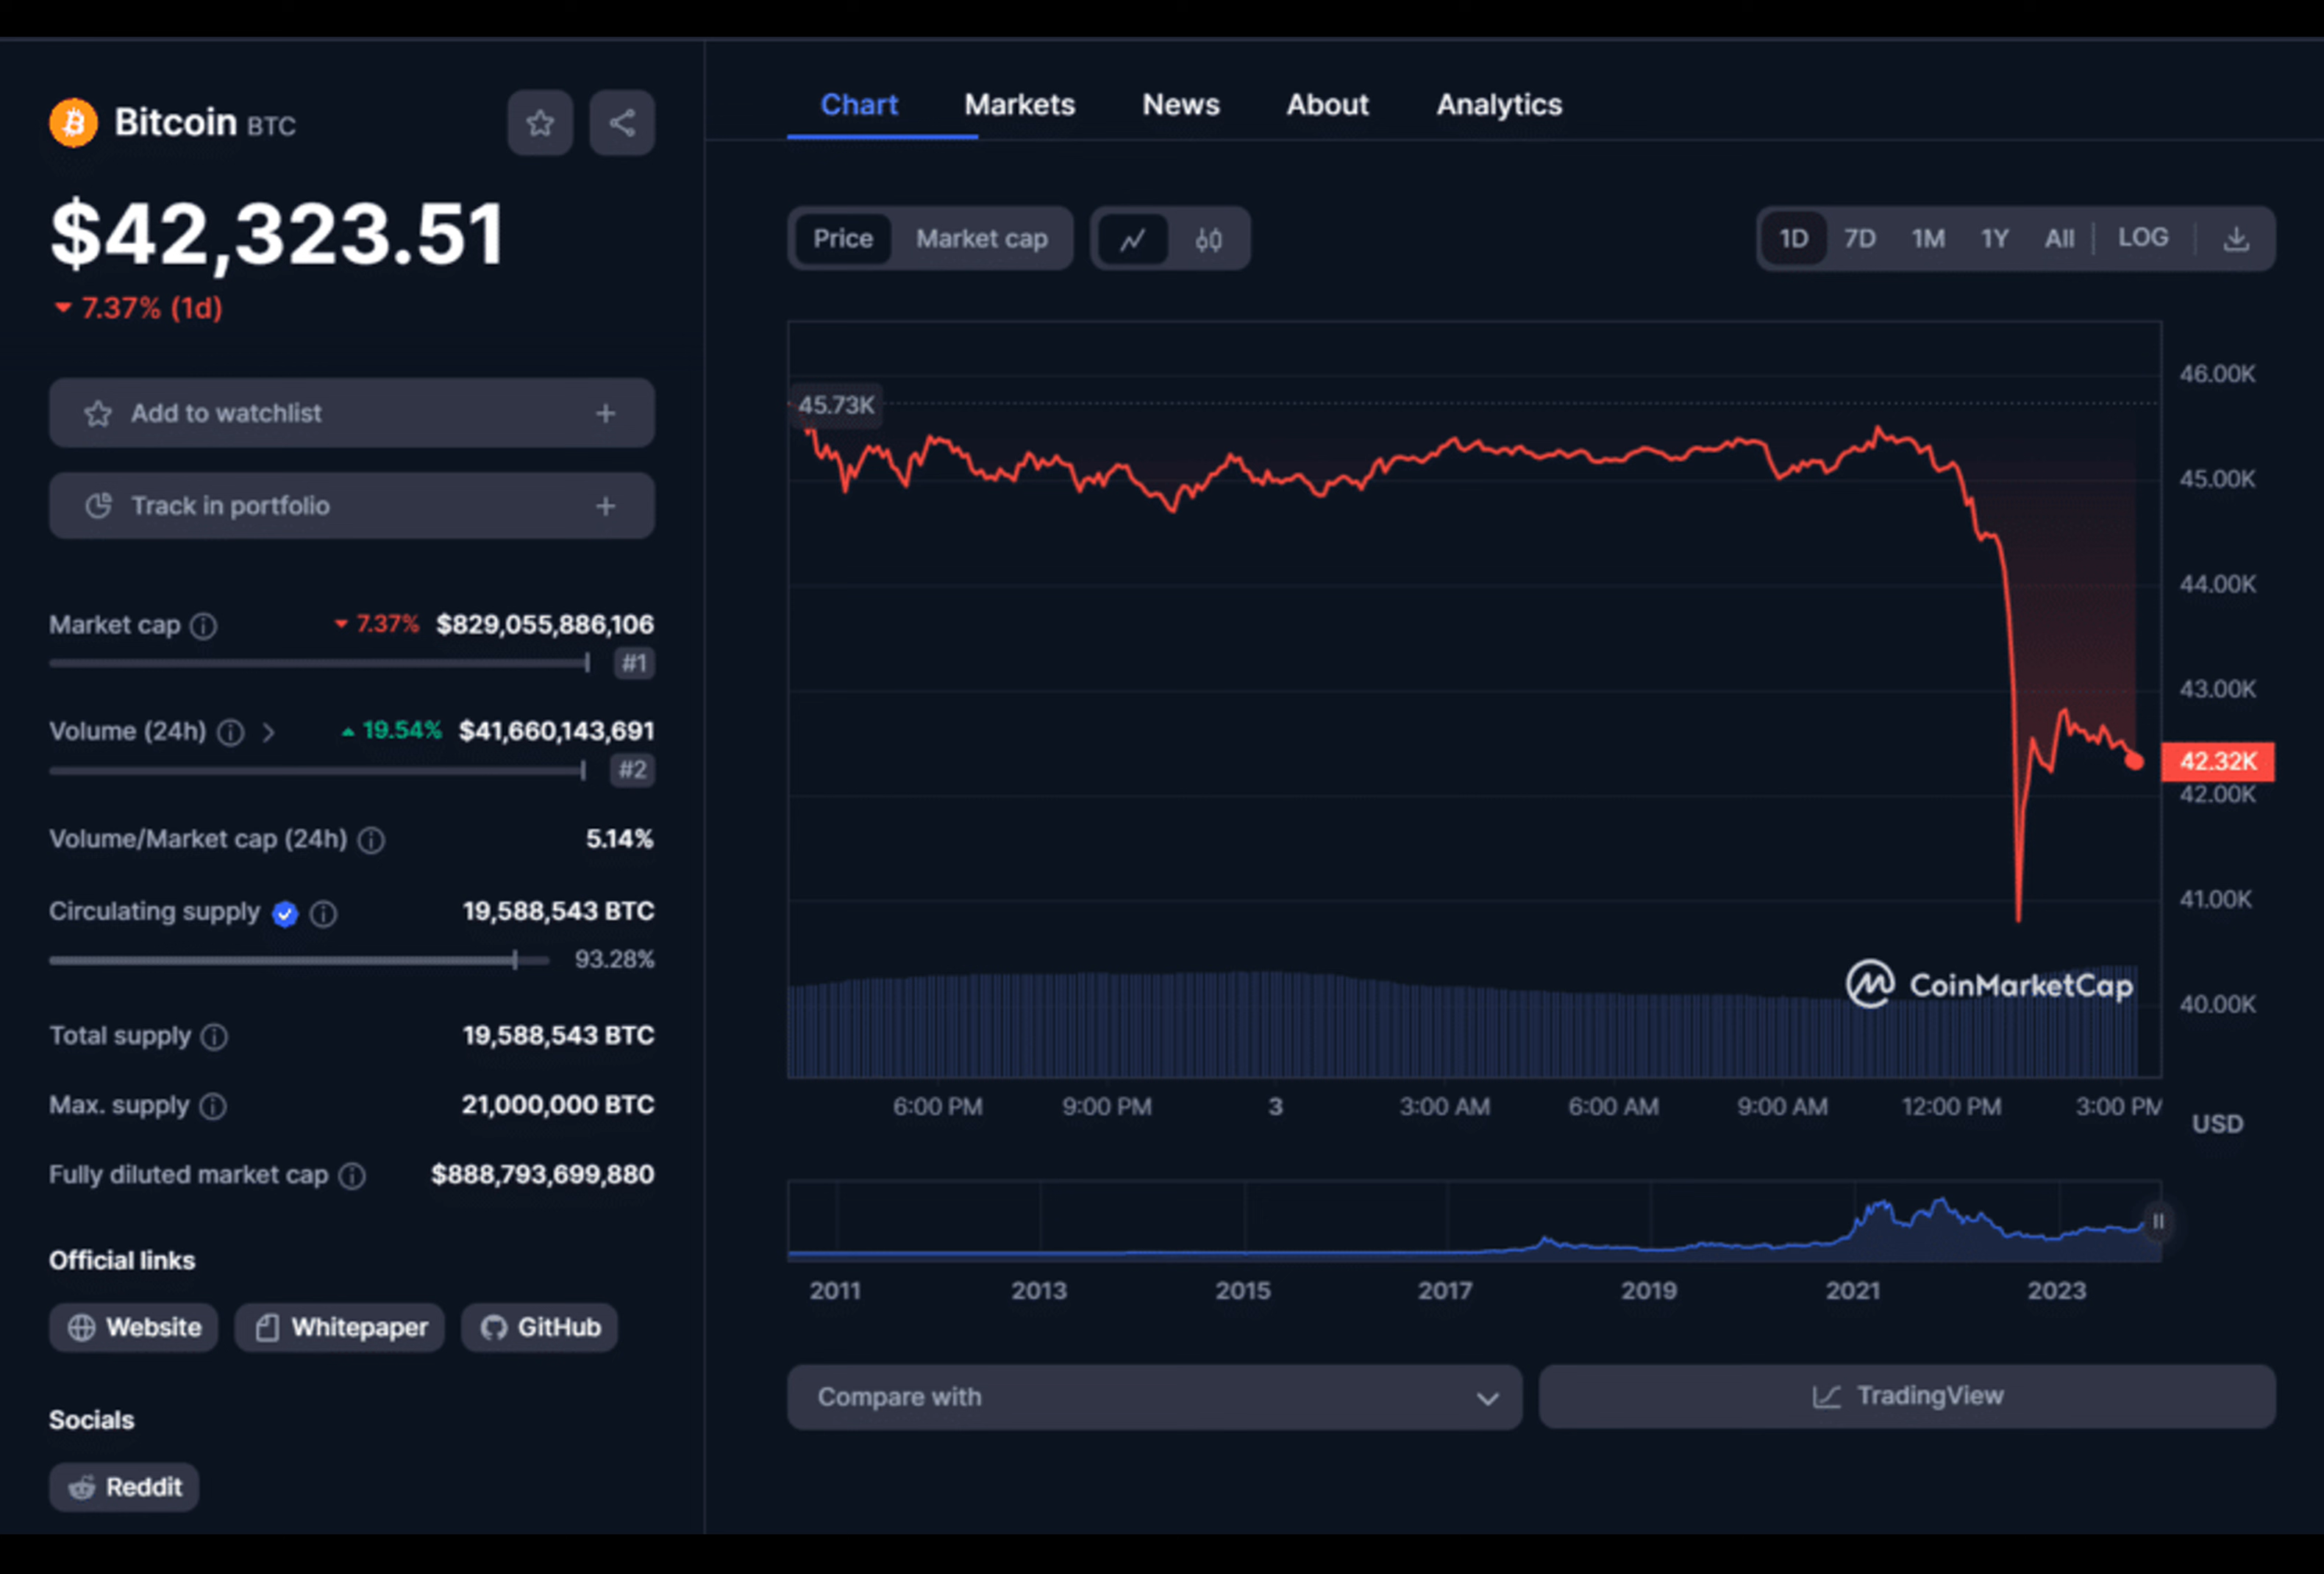 Bitcoin BTC
$42,323.51
7.37% (1d)
Add to watchlist
Track in portfolio
Market cap 7.37% $829,055,886,106
#1
Volume (24h) 19.54% $41,660,143,691
#2
Volume/Market cap (24h) 5.14%
Circulating supply 19,588,543 BTC
93.28%
Total supply 19,588,543 BTC
Max. supply 21,000,000 BTC
Fully diluted market cap $888,793,699,880
Official links
Website Whitepaper GitHub
Socials
Reddit
Chart Markets News About Analytics
Price Market cap 1D 7D 1M 1Y All LOG
46.00K
45.73K
45.00K
44.00K
43.00K
42.32K
42.00K
41.00K
CoinMarketCap
40.00K
6:00 PM 9:00 PM 3 3:00 AM 6:00 AM 9:00 AM 12:00 PM 3:00 PM
USD
2011 2013 2015 2017 2019 2021 2023
Compare with TradingView